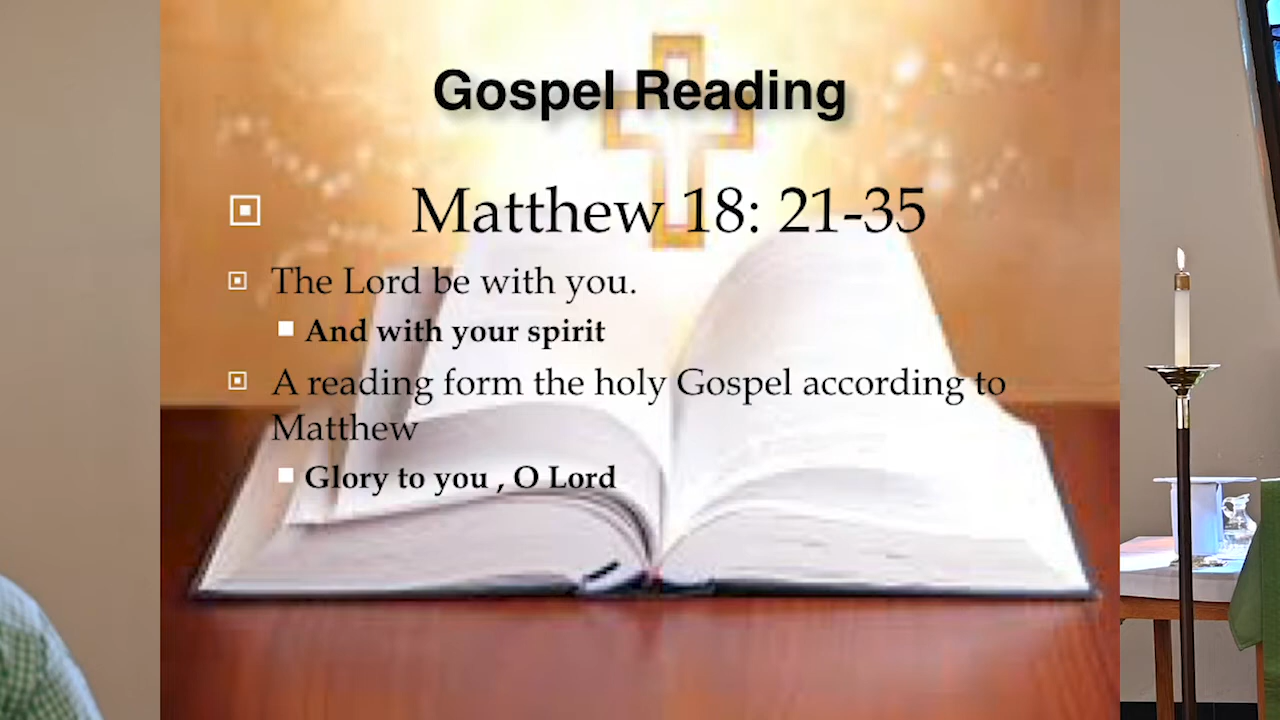 Gospel Reading
Matthew 18: 21-35
The Lord be with you.
And with your spirit
A reading form the holy Gospel according to
Matthew
Glory to you , O Lord